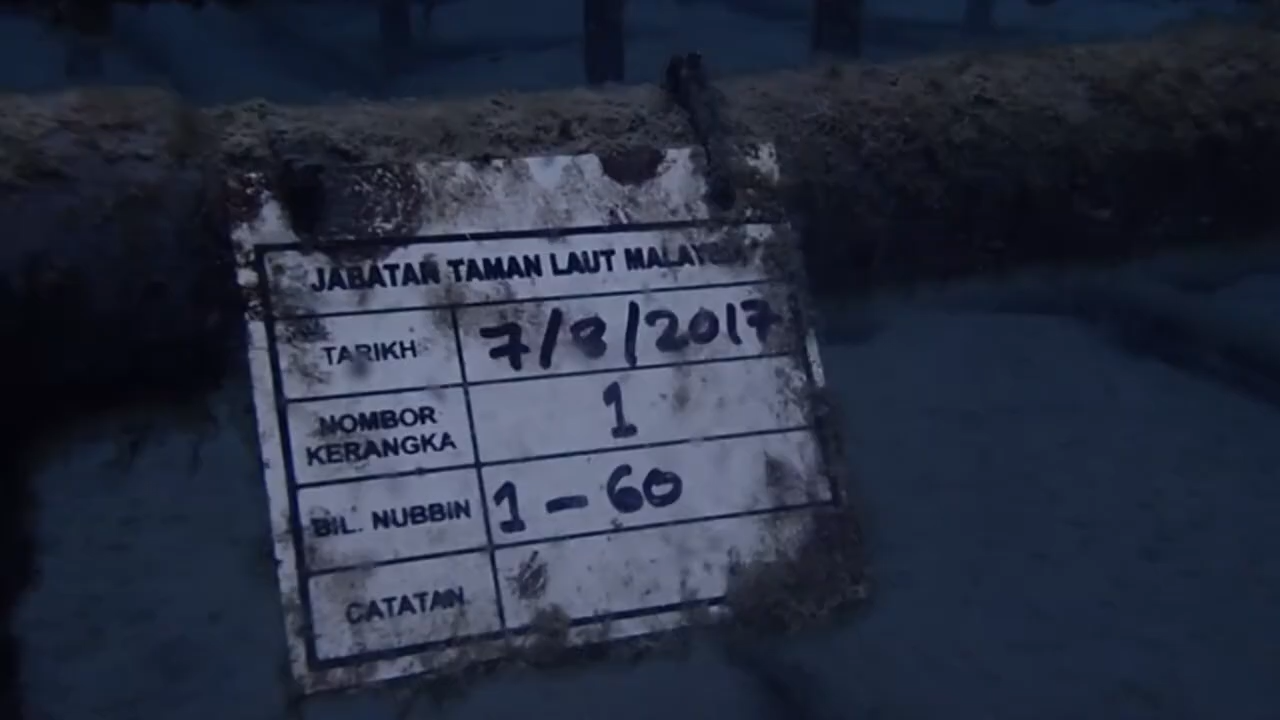 JABATAN TAMAN LAUT
TARIKH 7/8/2017
NOMBOR
KERANGKA 1
BIL. NUBBIN 1 - 60
CATATAN